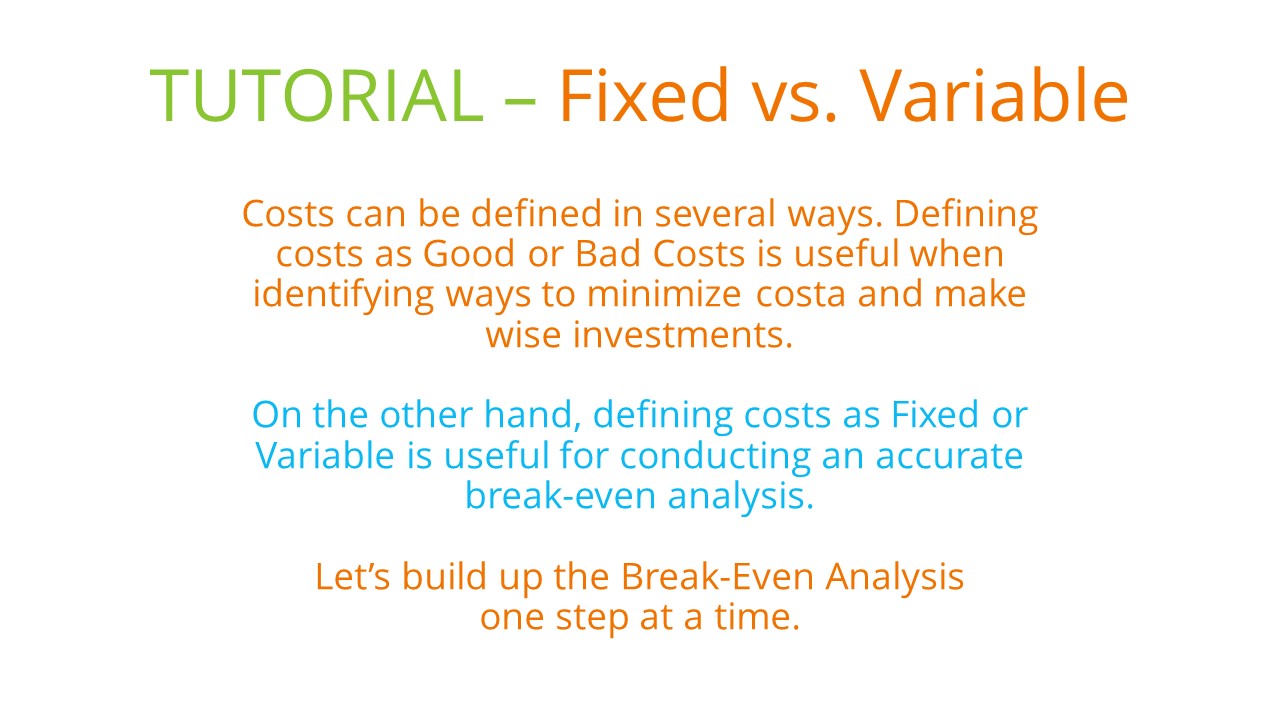 TUTORIAL – Fixed vs. Variable
Costs can be defined in several ways. Defining
costs as Good or Bad Costs is useful when
identifying ways to minimize costa and make
wise investments.
On the other hand, defining costs as Fixed or
Variable is useful for conducting an accurate
break-even analysis.
Let’s build up the Break-Even Analysis
one step at a time.